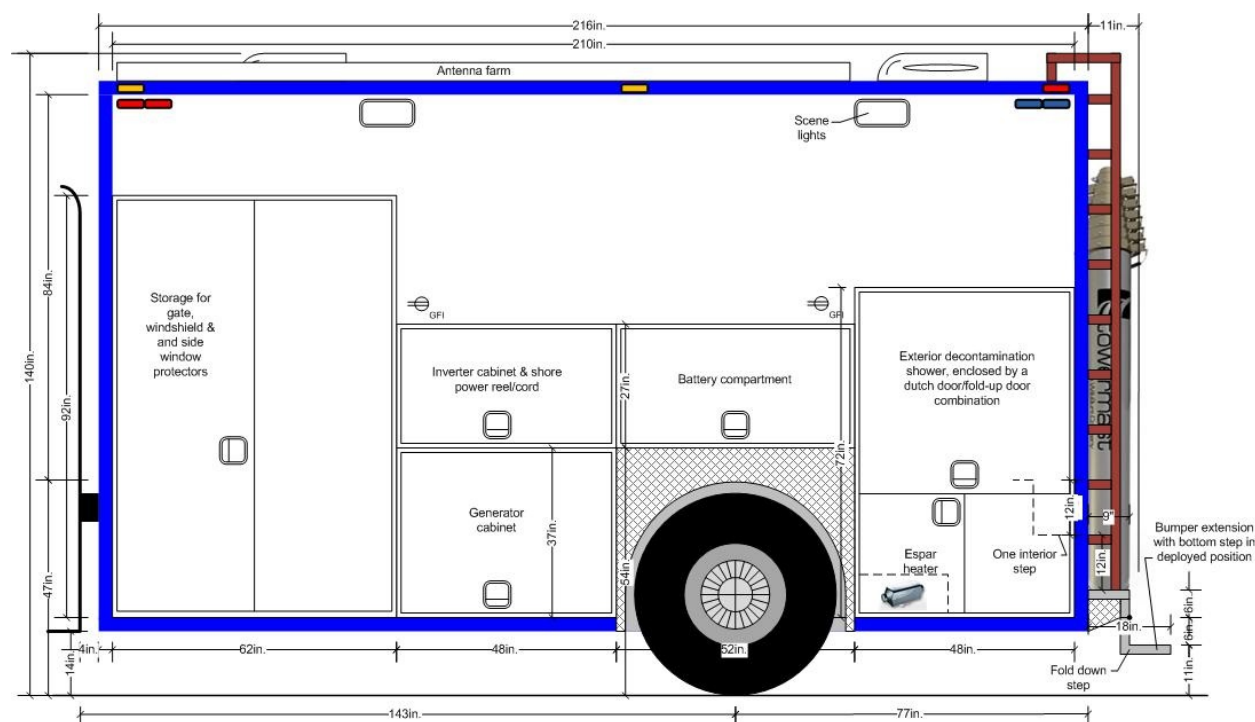 216in.
11in.
210in.
Antenna farm
Scene
lights
84in.
140in.
92in.
47in.
14in.
Storage for
gate,
windshield &
and side
window
protectors
GFI
GFI
Inverter cabinet & shore
power reel/cord
27in.
Battery compartment
Exterior decontamination
shower, enclosed by a
dutch door/fold-up door
combination
72in.
Generator
cabinet
37in.
54in.
Espar
heater
One interior
step
12in.
9"
12in.
Bumper extension
with bottom step in
deployed position
6in.
18in.
6in.
11in.
Fold down
step
4in.
62in.
48in.
52in.
48in.
143in.
77in.